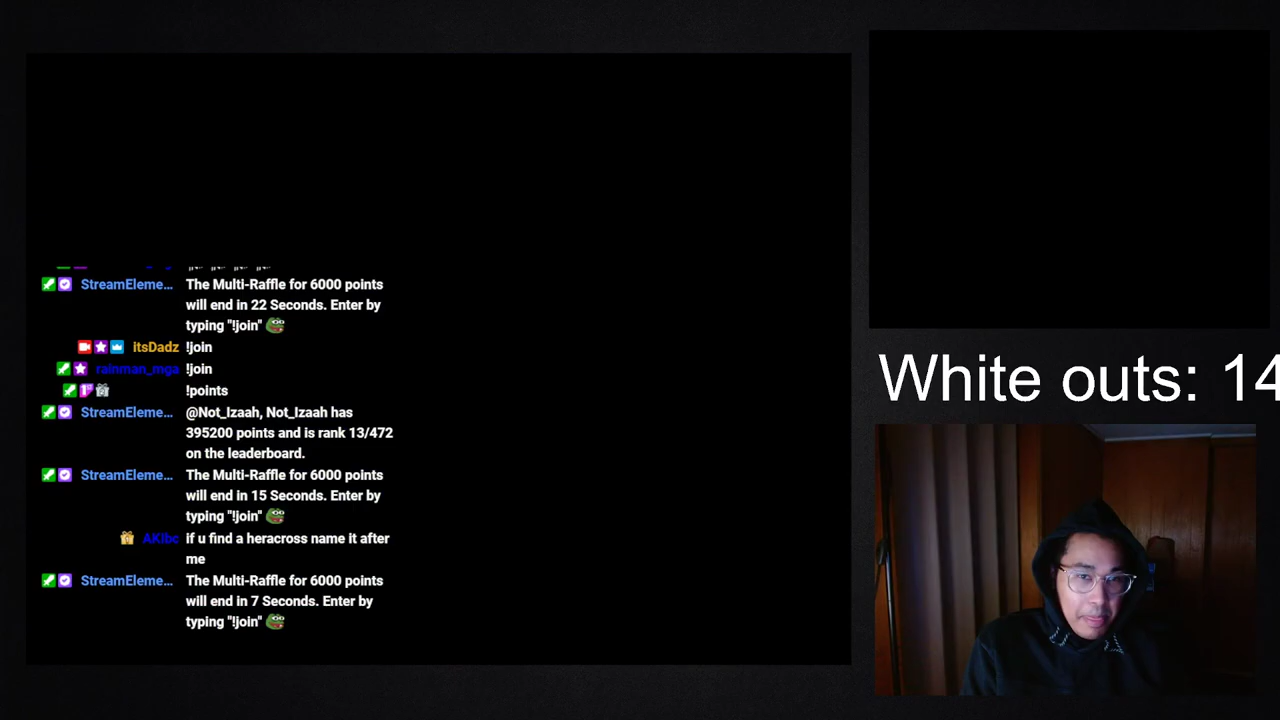 StreamEleme... The Multi-Raffle for 6000 points
will end in 22 Seconds. Enter by
typing "!join"
itsDadz !join
rainman_mga !join
!points
StreamEleme... @Not_Izaah, Not_Izaah has
395200 points and is rank 13/472
on the leaderboard.
StreamEleme... The Multi-Raffle for 6000 points
will end in 15 Seconds. Enter by
typing "!join"
AKibc if u find a heracross name it after
me
StreamEleme... The Multi-Raffle for 6000 points
will end in 7 Seconds. Enter by
typing "!join"
White outs: 14